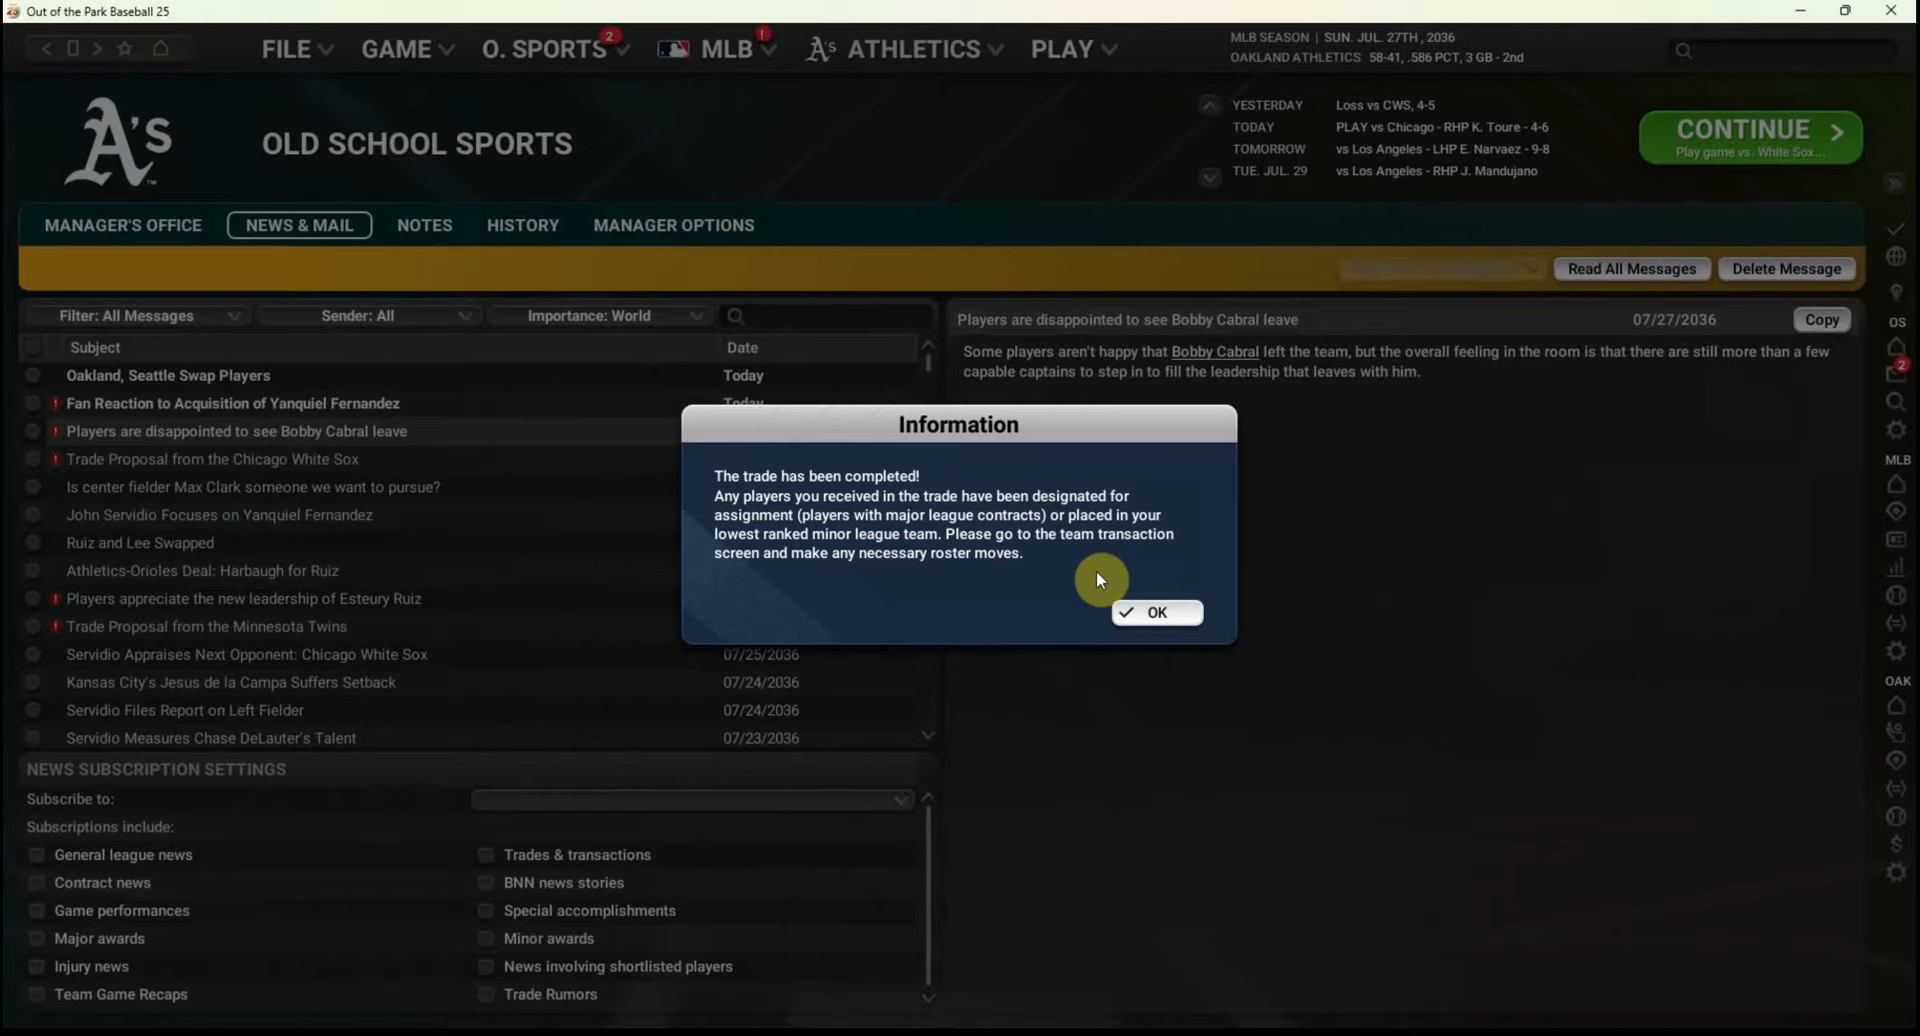 Out of the Park Baseball 25
FILE
GAME
O. SPORTS
2
MLB
!
A's ATHLETICS
PLAY
MLB SEASON | SUN. JUL. 27TH, 2036
OAKLAND ATHLETICS 58-41, .586 PCT, 3 GB - 2nd
A's
OLD SCHOOL SPORTS
YESTERDAY Loss vs CWS, 4-5
TODAY PLAY vs Chicago - RHP K. Toure - 4-6
TOMORROW vs Los Angeles - LHP E. Narvaez - 9-8
TUE. JUL. 29 vs Los Angeles - RHP J. Mandujano
CONTINUE
Play game vs. White Sox...
MANAGER'S OFFICE
NEWS & MAIL
NOTES
HISTORY
MANAGER OPTIONS
Read All Messages
Delete Message
Filter: All Messages
Sender: All
Importance: World
Subject
Date
Oakland, Seattle Swap Players Today
! Fan Reaction to Acquisition of Yanquiel Fernandez Today
! Players are disappointed to see Bobby Cabral leave
! Trade Proposal from the Chicago White Sox
Is center fielder Max Clark someone we want to pursue?
John Servidio Focuses on Yanquiel Fernandez
Ruiz and Lee Swapped
Athletics-Orioles Deal: Harbaugh for Ruiz
! Players appreciate the new leadership of Esteury Ruiz
! Trade Proposal from the Minnesota Twins
Servidio Appraises Next Opponent: Chicago White Sox 07/25/2036
Kansas City's Jesus de la Campa Suffers Setback 07/24/2036
Servidio Files Report on Left Fielder 07/24/2036
Servidio Measures Chase DeLauter's Talent 07/23/2036
Players are disappointed to see Bobby Cabral leave
07/27/2036
Copy
Some players aren't happy that Bobby Cabral left the team, but the overall feeling in the room is that there are still more than a few
capable captains to step in to fill the leadership that leaves with him.
Information
The trade has been completed!
Any players you received in the trade have been designated for
assignment (players with major league contracts) or placed in your
lowest ranked minor league team. Please go to the team transaction
screen and make any necessary roster moves.
OK
NEWS SUBSCRIPTION SETTINGS
Subscribe to:
Subscriptions include:
General league news
Trades & transactions
Contract news
BNN news stories
Game performances
Special accomplishments
Major awards
Minor awards
Injury news
News involving shortlisted players
Team Game Recaps
Trade Rumors
OS
2
MLB
OAK
$